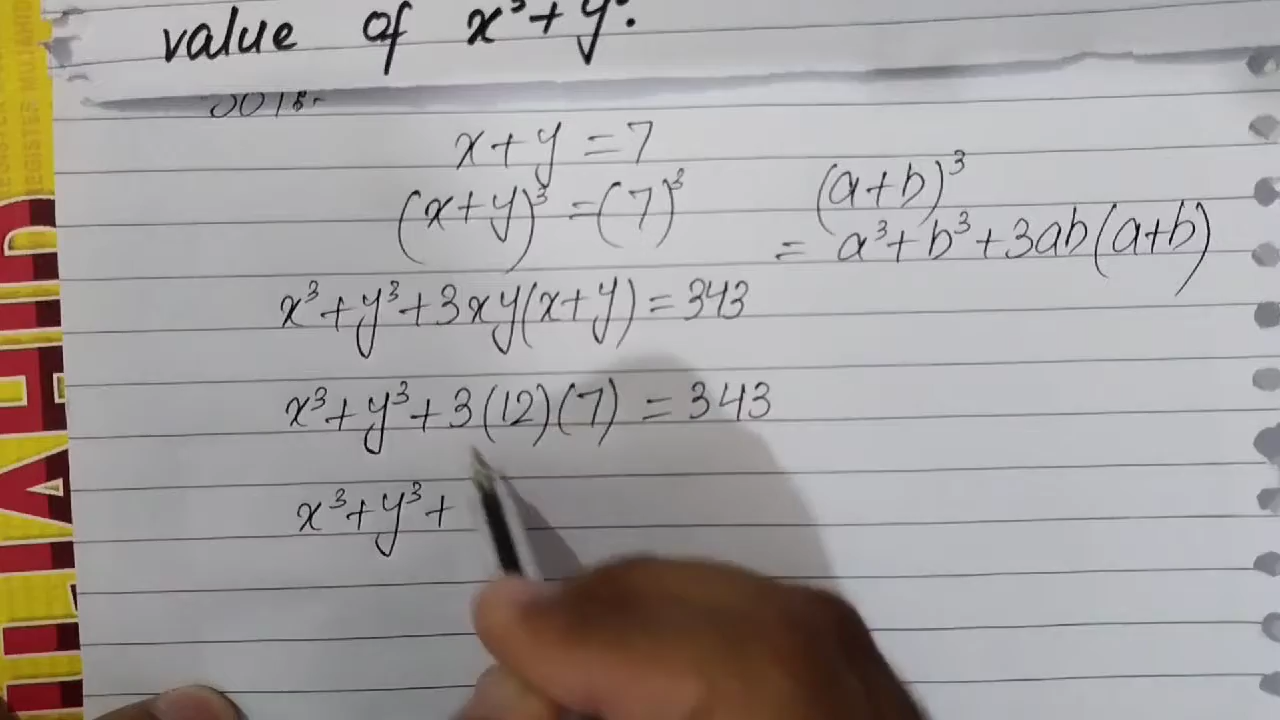 value of x³+y³.
x+y =7
(x+y)³ =(7)³
(a+b)³
= a³+b³+3ab(a+b)
x³+y³+3xy(x+y)=343
x³+y³+3(12)(7) = 343
x³+y³+